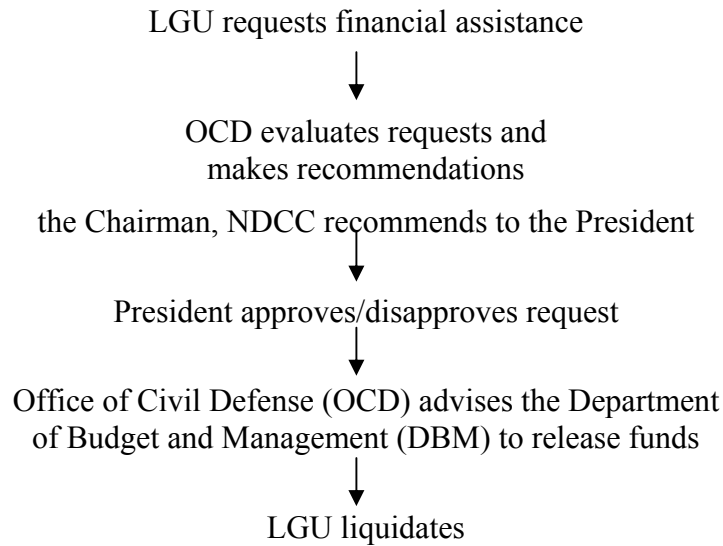 LGU requests financial assistance
OCD evaluates requests and
makes recommendations
the Chairman, NDCC recommends to the President
President approves/disapproves request
Office of Civil Defense (OCD) advises the Department
of Budget and Management (DBM) to release funds
LGU liquidates